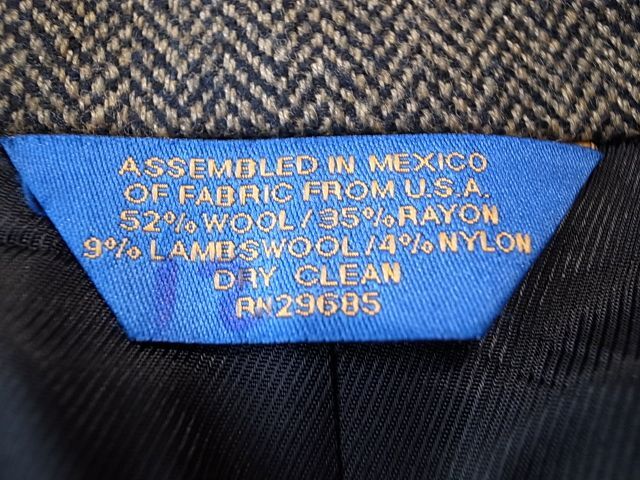 ASSEMBLED IN MEXICO
OF FABRIC FROM U.S.A.
52% WOOL/35% RAYON
9% LAMBSWOOL/4% NYLON
DRY CLEAN
RN29685